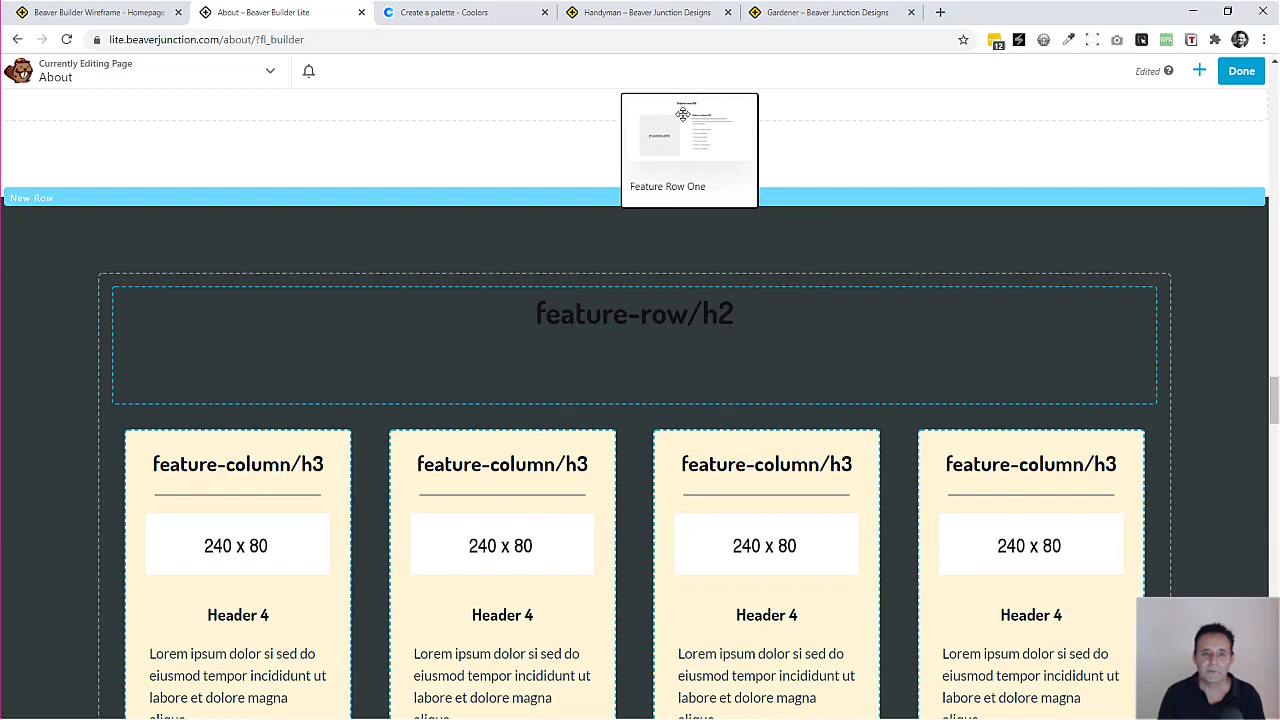 Beaver Builder Wireframe - Homepage
About – Beaver Builder Lite
Create a palette - Coolors
Handyman – Beaver Junction Designs
Gardener – Beaver Junction Designs
lite.beaverjunction.com/about/?fl_builder
12
WPA
T
Currently Editing Page
About
Edited
Done
Feature Row One
New Row
feature-row/h2
feature-column/h3
feature-column/h3
feature-column/h3
feature-column/h3
240 x 80
240 x 80
240 x 80
240 x 80
Header 4
Header 4
Header 4
Header 4
Lorem ipsum dolor si sed do
eiusmod tempor incididunt ut
labore et dolore magna
aliqua.
Lorem ipsum dolor si sed do
eiusmod tempor incididunt ut
labore et dolore magna
Lorem ipsum dolor si sed do
eiusmod tempor incididunt ut
labore et dolore magna
Lorem ipsum dolor si sed do
eiusmod tempor incididunt ut
labore et dolore magna